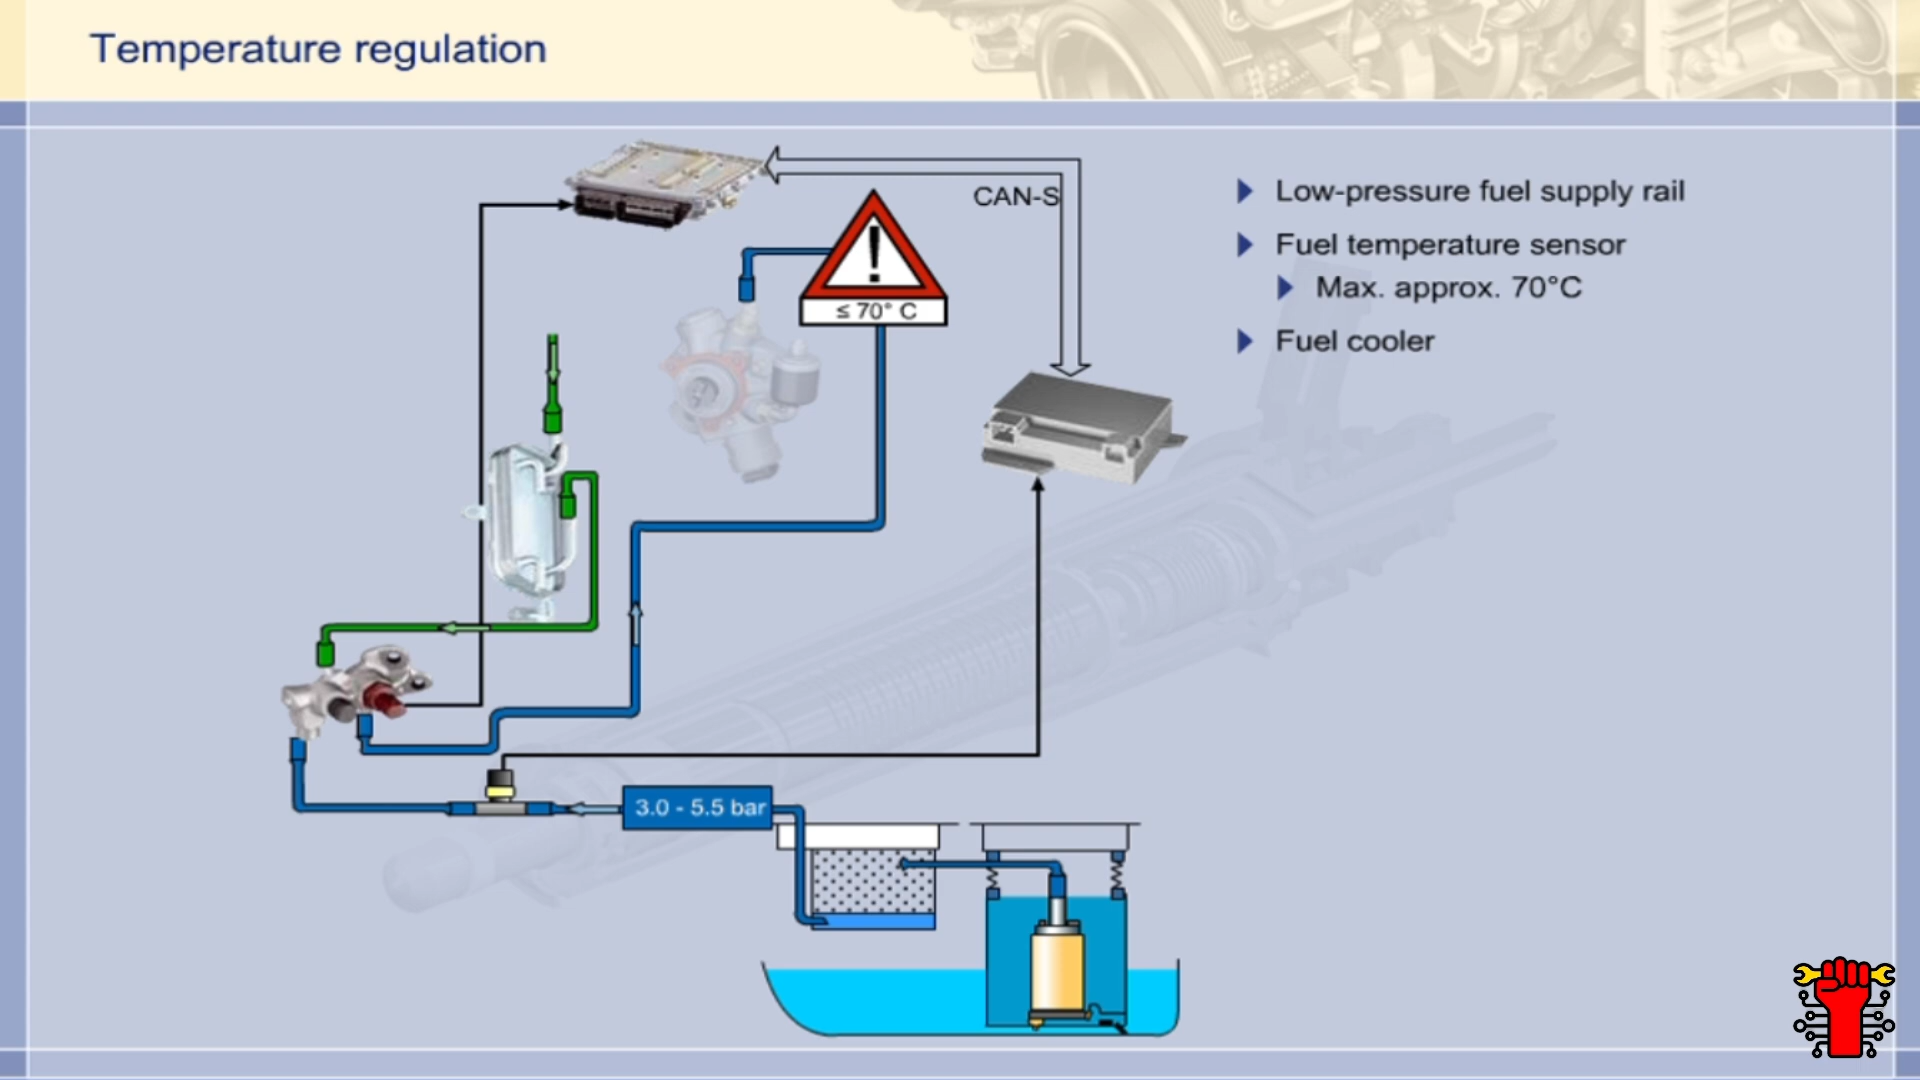 Temperature regulation
CAN-S
≤ 70° C
3.0 - 5.5 bar
Low-pressure fuel supply rail
Fuel temperature sensor
Max. approx. 70°C
Fuel cooler